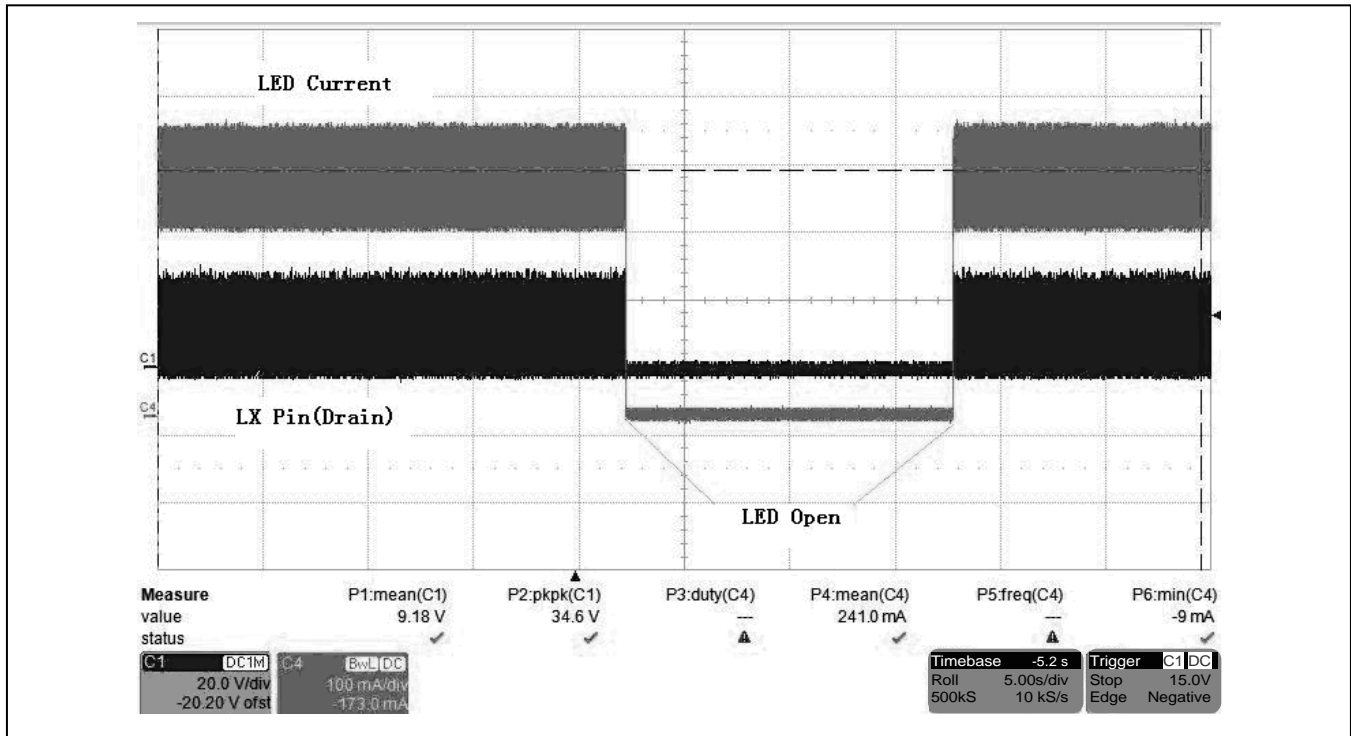 LED Current
C1
C4
LX Pin(Drain)
LED Open
Measure P1:mean(C1) P2:pkpk(C1) P3:duty(C4) P4:mean(C4) P5:freq(C4) P6:min(C4)
value 9.18 V 34.6 V --- 241.0 mA --- -9 mA
status
C1 DC1M
20.0 V/div
-20.20 V ofst
C4 BwL DC
100 mA/div
-173.0 mA
Timebase -5.2 s
Roll 5.00s/div
500kS 10 kS/s
Trigger C1 DC
Stop 15.0V
Edge Negative